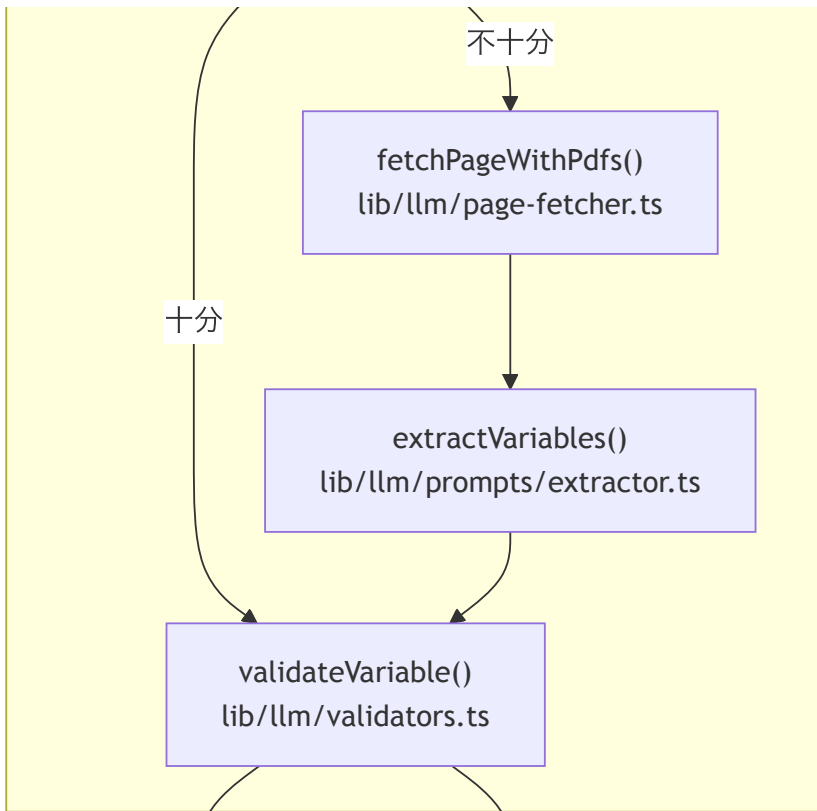 不十分
fetchPageWithPdfs()
lib/llm/page-fetcher.ts
十分
extractVariables()
lib/llm/prompts/extractor.ts
validateVariable()
lib/llm/validators.ts